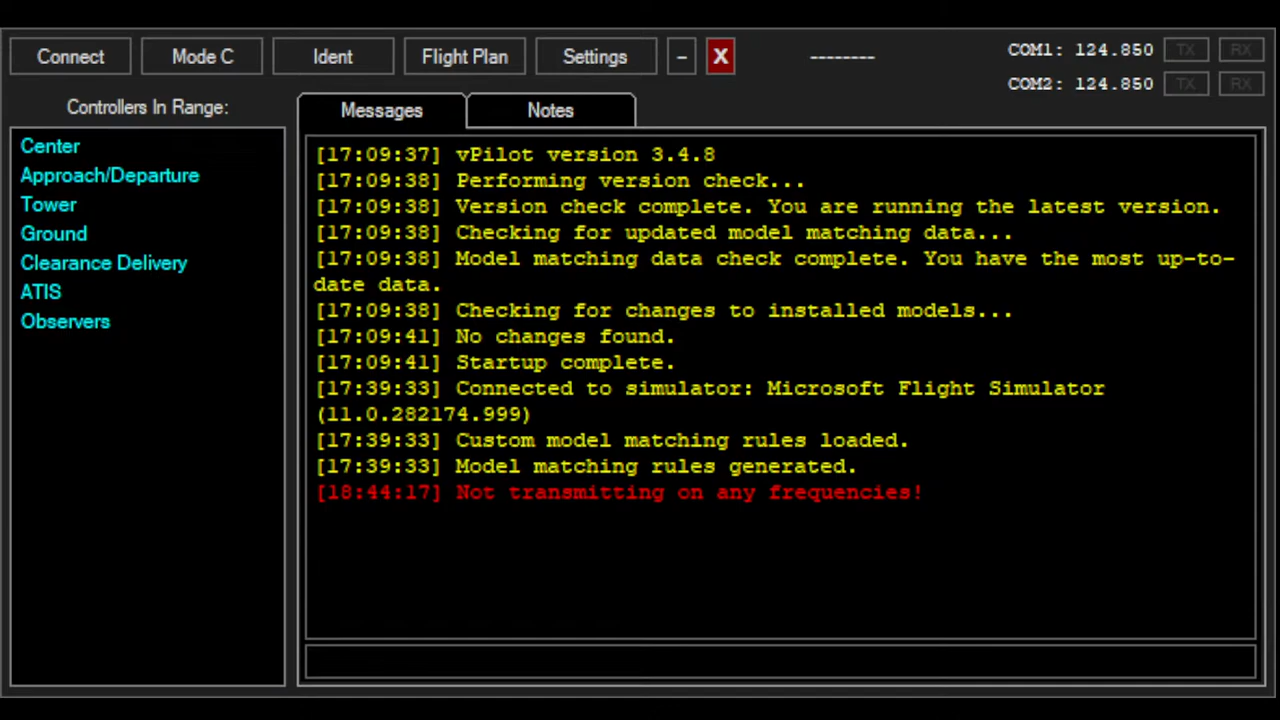 Connect Mode C Ident Flight Plan Settings – X -------- COM1: 124.850 TX RX
COM2: 124.850 TX RX
Controllers In Range:
Messages Notes
Center
Approach/Departure
Tower
Ground
Clearance Delivery
ATIS
Observers
[17:09:37] vPilot version 3.4.8
[17:09:38] Performing version check...
[17:09:38] Version check complete. You are running the latest version.
[17:09:38] Checking for updated model matching data...
[17:09:38] Model matching data check complete. You have the most up-to-
date data.
[17:09:38] Checking for changes to installed models...
[17:09:41] No changes found.
[17:09:41] Startup complete.
[17:39:33] Connected to simulator: Microsoft Flight Simulator
(11.0.282174.999)
[17:39:33] Custom model matching rules loaded.
[17:39:33] Model matching rules generated.
[18:44:17] Not transmitting on any frequencies!